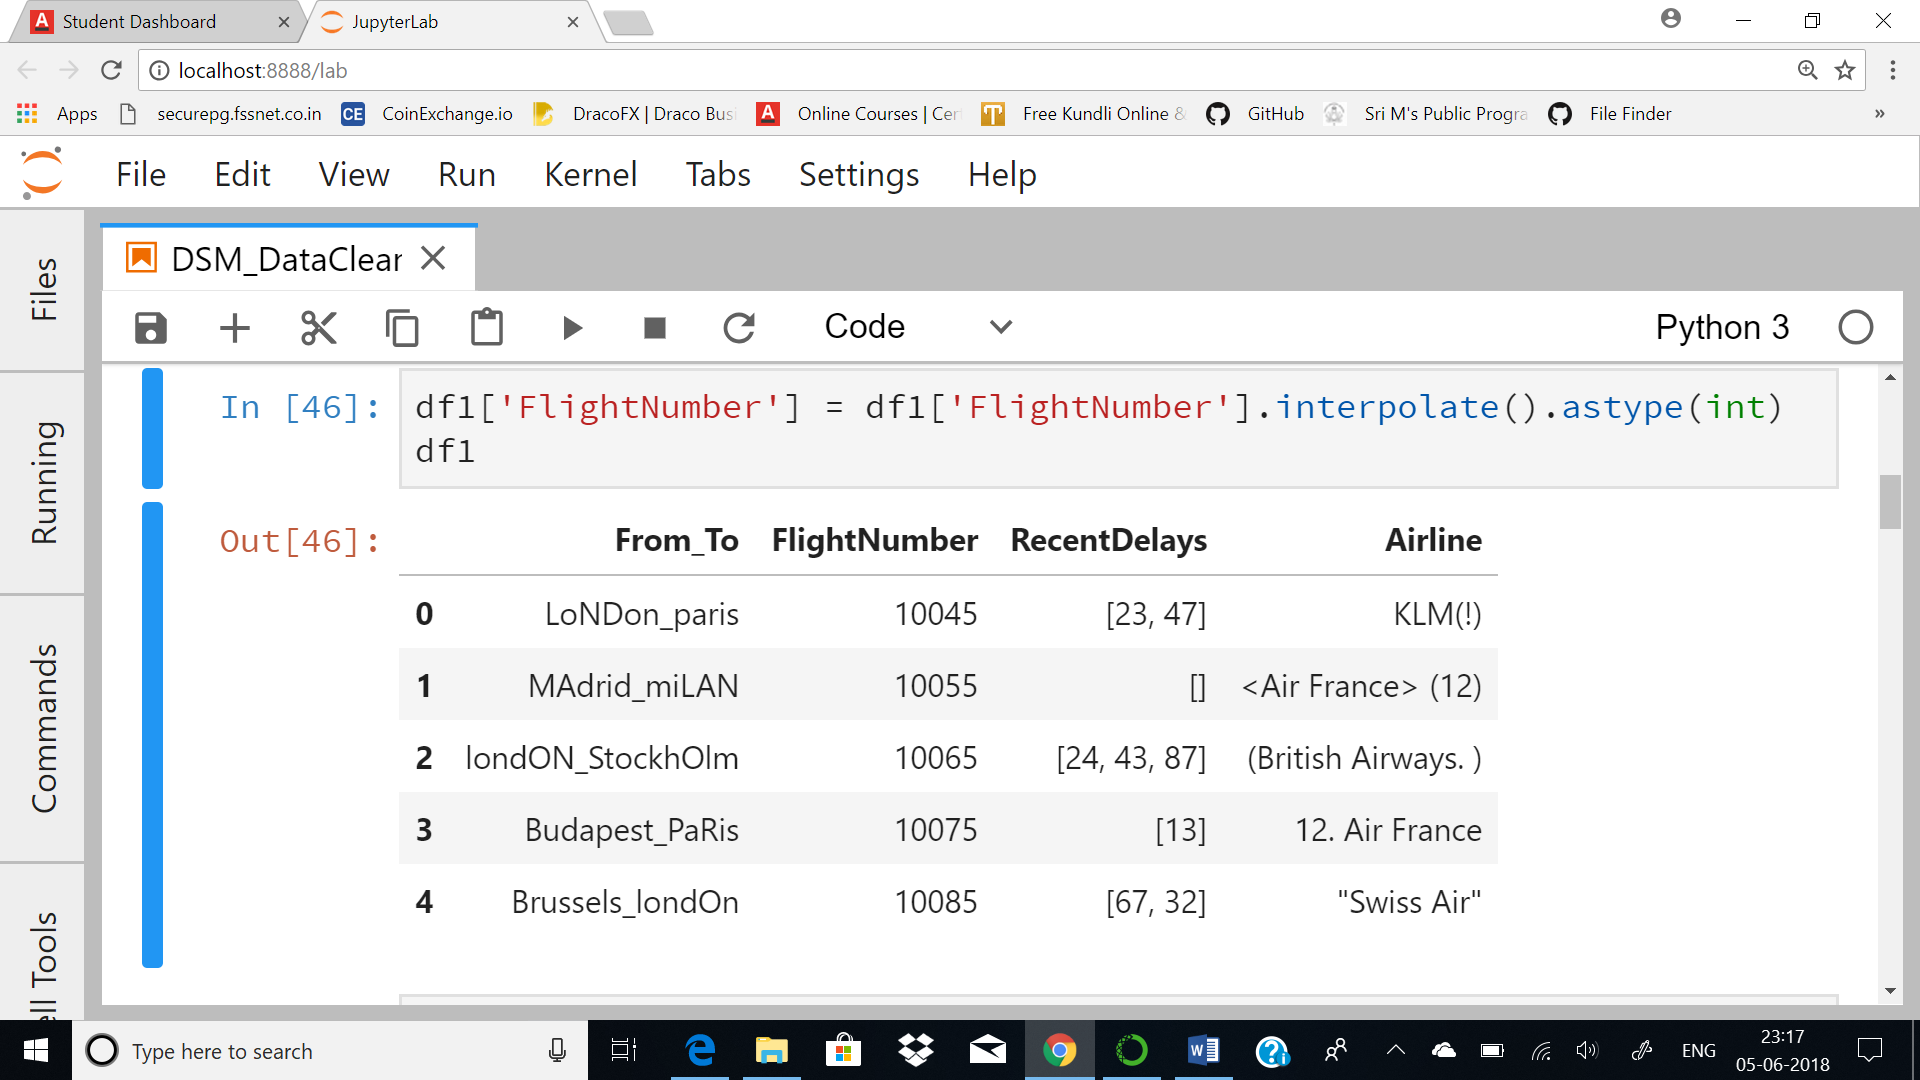 Student Dashboard
JupyterLab
localhost:8888/lab
Apps
securepg.fssnet.co.in
CE CoinExchange.io
DracoFX | Draco Busi
Online Courses | Cert
Free Kundli Online &
GitHub
Sri M's Public Progra
File Finder
»
File Edit View Run Kernel Tabs Settings Help
Files
Running
Commands
ell Tools
DSM_DataClear
Code
Python 3
In [46]:
df1['FlightNumber'] = df1['FlightNumber'].interpolate().astype(int)
df1
Out[46]:
From_To FlightNumber RecentDelays Airline
0 LoNDon_paris 10045 [23, 47] KLM(!)
1 MAdrid_miLAN 10055 [] <Air France> (12)
2 londON_StockhOlm 10065 [24, 43, 87] (British Airways. )
3 Budapest_PaRis 10075 [13] 12. Air France
4 Brussels_londOn 10085 [67, 32] "Swiss Air"
Type here to search
ENG
23:17
05-06-2018